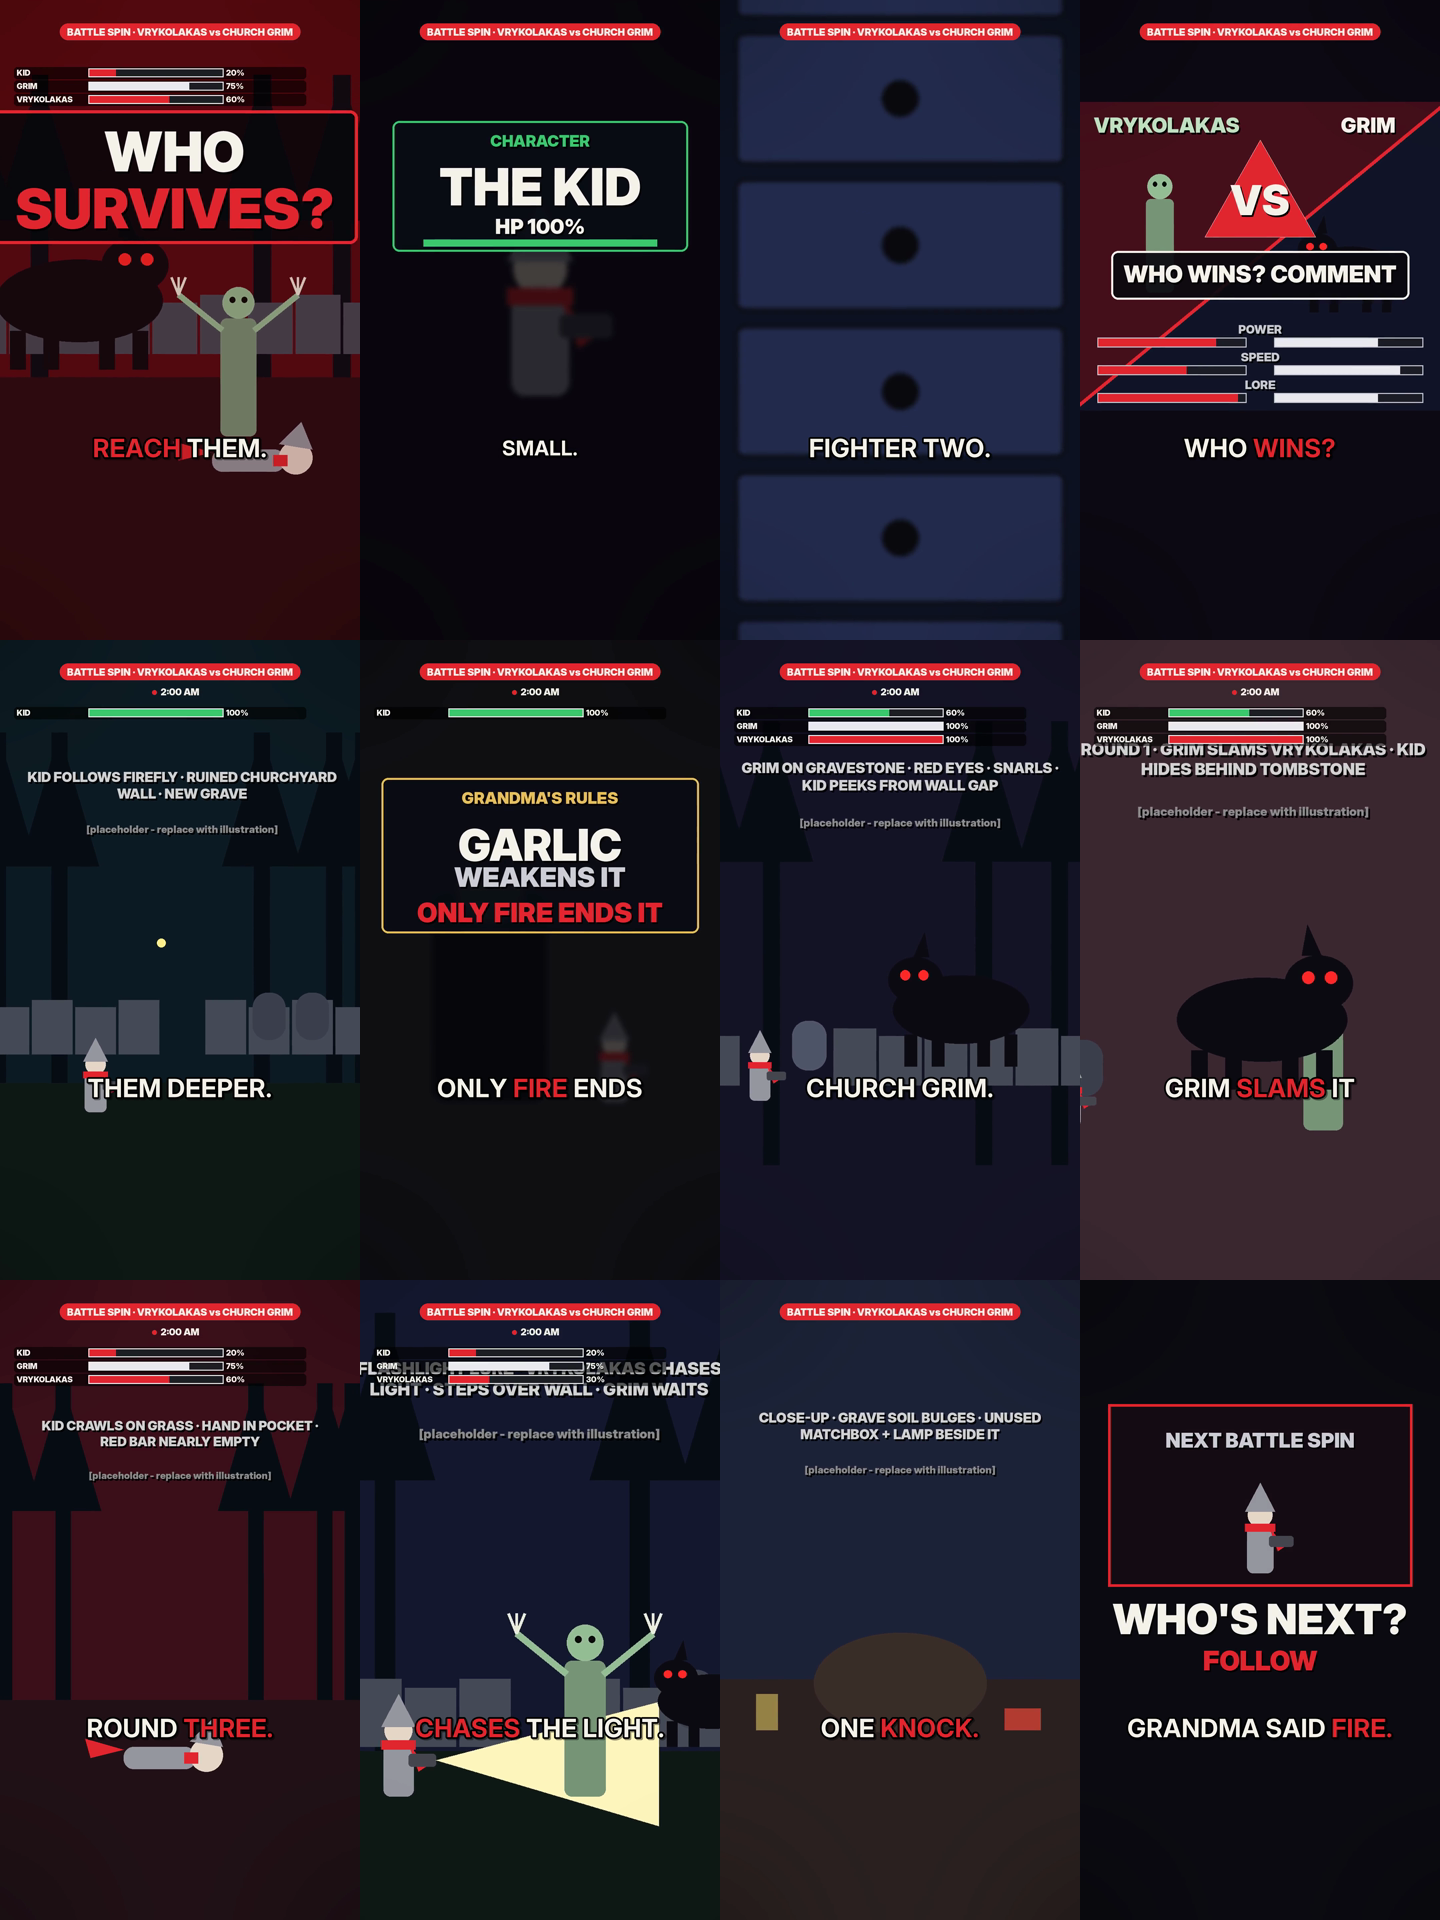 BATTLE SPIN · VRYKOLAKAS vs CHURCH GRIM
KID 20%
GRIM 75%
VRYKOLAKAS 60%
WHO
SURVIVES?
REACH THEM.
BATTLE SPIN · VRYKOLAKAS vs CHURCH GRIM
CHARACTER
THE KID
HP 100%
SMALL.
BATTLE SPIN · VRYKOLAKAS vs CHURCH GRIM
FIGHTER TWO.
BATTLE SPIN · VRYKOLAKAS vs CHURCH GRIM
VRYKOLAKAS GRIM
VS
WHO WINS? COMMENT
POWER
SPEED
LORE
WHO WINS?
BATTLE SPIN · VRYKOLAKAS vs CHURCH GRIM
2:00 AM
KID 100%
KID FOLLOWS FIREFLY · RUINED CHURCHYARD
WALL · NEW GRAVE
[placeholder - replace with illustration]
THEM DEEPER.
BATTLE SPIN · VRYKOLAKAS vs CHURCH GRIM
2:00 AM
KID 100%
GRANDMA'S RULES
GARLIC
WEAKENS IT
ONLY FIRE ENDS IT
ONLY FIRE ENDS
BATTLE SPIN · VRYKOLAKAS vs CHURCH GRIM
2:00 AM
KID 60%
GRIM 100%
VRYKOLAKAS 100%
GRIM ON GRAVESTONE · RED EYES · SNARLS ·
KID PEEKS FROM WALL GAP
[placeholder - replace with illustration]
CHURCH GRIM.
BATTLE SPIN · VRYKOLAKAS vs CHURCH GRIM
2:00 AM
KID 60%
GRIM 100%
VRYKOLAKAS 100%
ROUND 1 · GRIM SLAMS VRYKOLAKAS · KID
HIDES BEHIND TOMBSTONE
[placeholder - replace with illustration]
GRIM SLAMS IT
BATTLE SPIN · VRYKOLAKAS vs CHURCH GRIM
2:00 AM
KID 20%
GRIM 75%
VRYKOLAKAS 60%
KID CRAWLS ON GRASS · HAND IN POCKET ·
RED BAR NEARLY EMPTY
[placeholder - replace with illustration]
ROUND THREE.
BATTLE SPIN · VRYKOLAKAS vs CHURCH GRIM
2:00 AM
KID 20%
GRIM 75%
VRYKOLAKAS 30%
FLASHLIGHT LURE · VRYKOLAKAS CHASES
LIGHT · STEPS OVER WALL · GRIM WAITS
[placeholder - replace with illustration]
CHASES THE LIGHT.
BATTLE SPIN · VRYKOLAKAS vs CHURCH GRIM
CLOSE-UP · GRAVE SOIL BULGES · UNUSED
MATCHBOX + LAMP BESIDE IT
[placeholder - replace with illustration]
ONE KNOCK.
BATTLE SPIN · VRYKOLAKAS vs CHURCH GRIM
NEXT BATTLE SPIN
WHO'S NEXT?
FOLLOW
GRANDMA SAID FIRE.